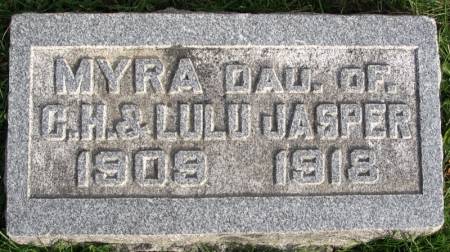 MYRA DAU. OF.
C.H. & LULU JASPER
1909 1918